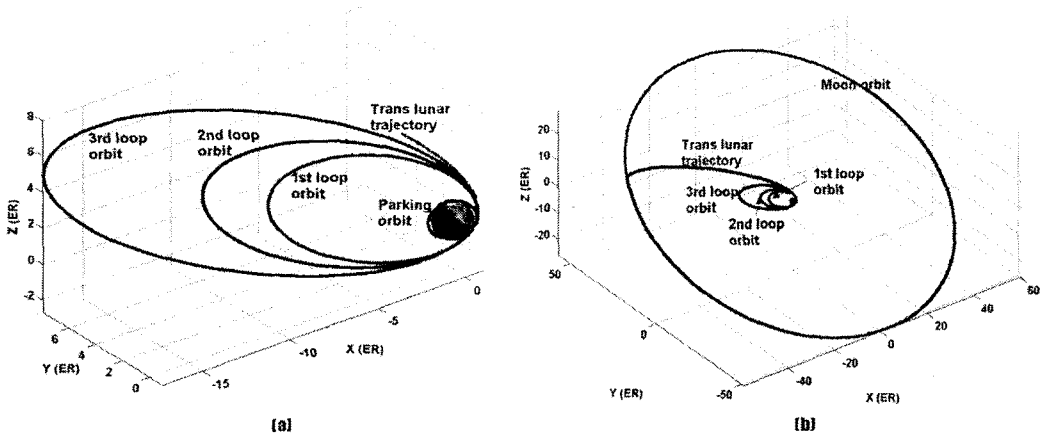 8
6
4
2
0
-2
Z (ER)
3rd loop
orbit
2nd loop
orbit
1st loop
orbit
Trans lunar
trajectory
Parking
orbit
6
4
2
0
Y (ER)
-15
-10
-5
0
X (ER)
(a)
20
10
0
-10
-20
Z (ER)
Moon orbit
Trans lunar
trajectory
3rd loop
orbit
1st loop
orbit
2nd loop
orbit
50
0
-50
Y (ER)
-40
-20
0
20
40
60
X (ER)
(b)